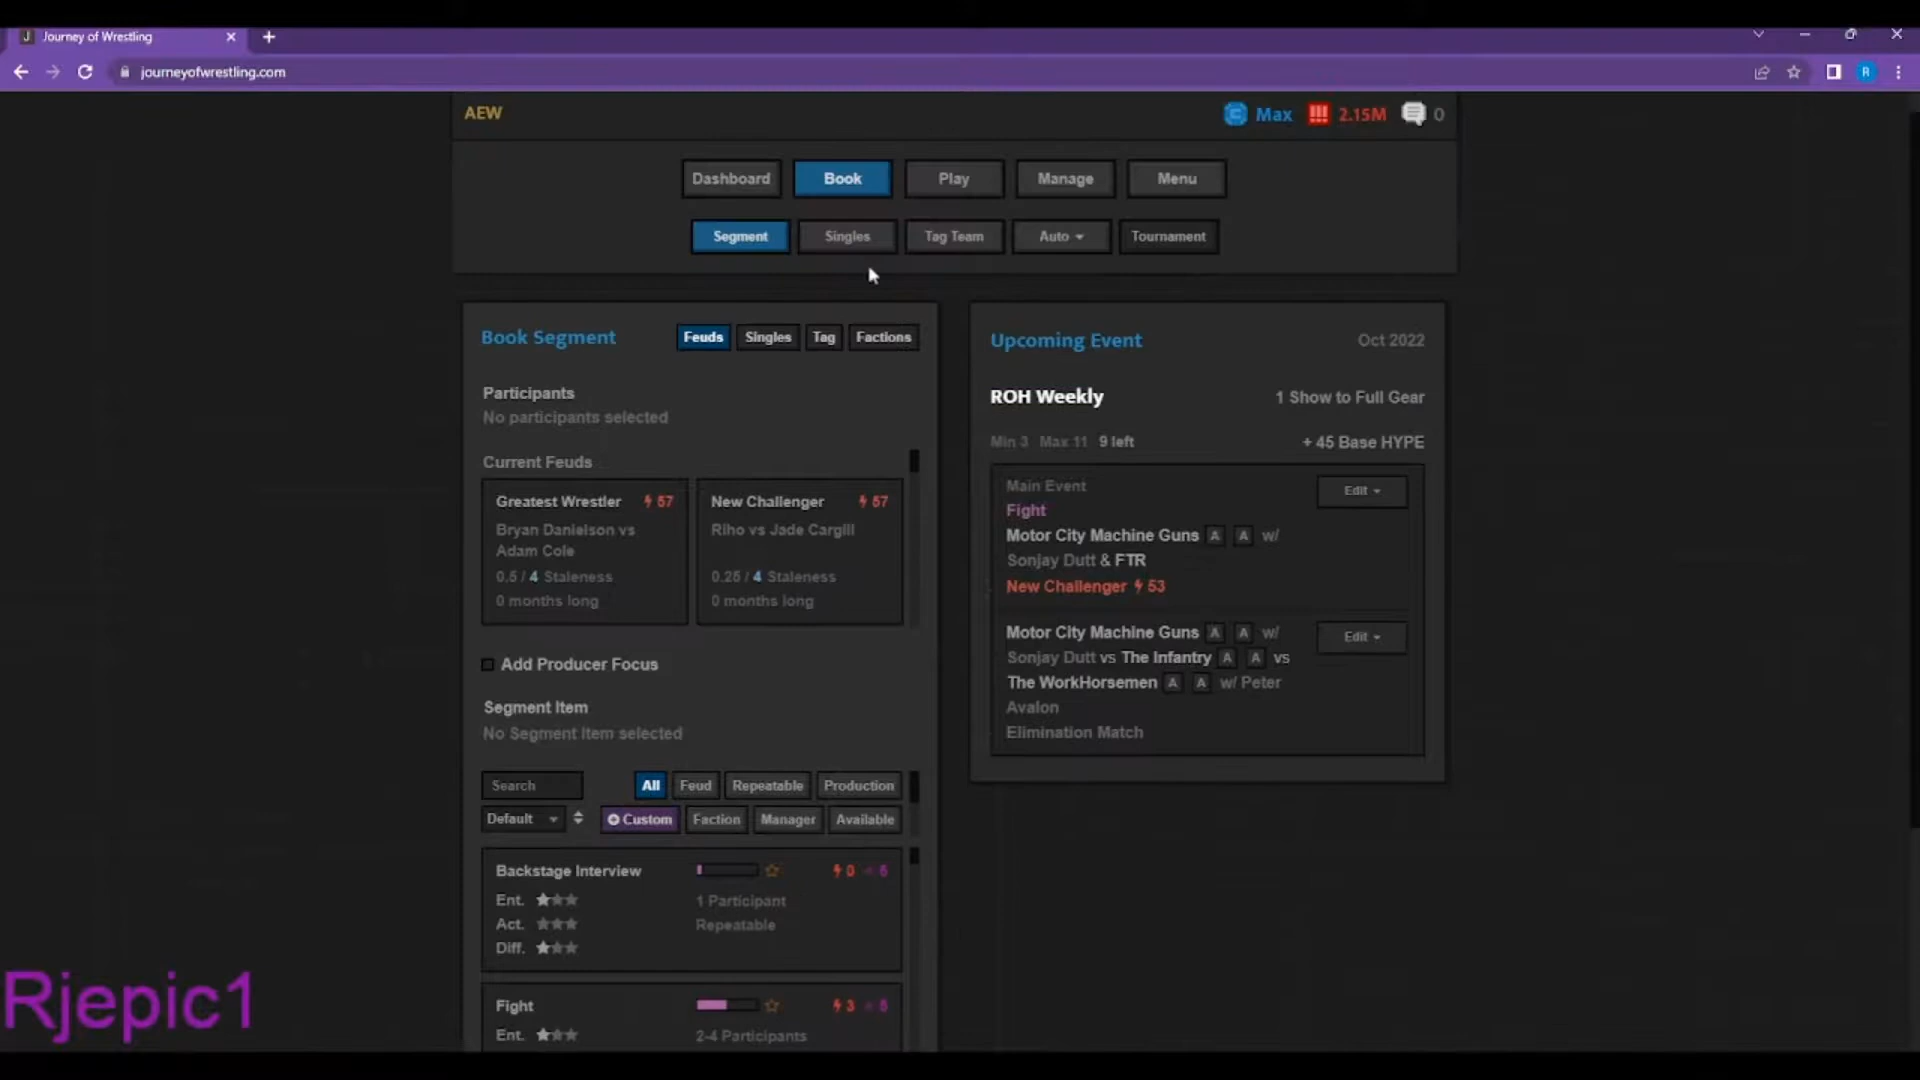 Journey of Wrestling
journeyofwrestling.com
R
AEW
Max 2.15M 0
Dashboard Book Play Manage Menu
Segment Singles Tag Team Auto Tournament
Book Segment Feuds Singles Tag Factions
Participants
No participants selected
Current Feuds
Greatest Wrestler 57
Bryan Danielson vs
Adam Cole
0.5 / 4 Staleness
0 months long
New Challenger 57
Riho vs Jade Cargill
0.25 / 4 Staleness
0 months long
Add Producer Focus
Segment Item
No Segment Item selected
Search All Feud Repeatable Production
Default Custom Faction Manager Available
Backstage Interview 0 6
Ent. 1 Participant
Act. Repeatable
Diff.
Fight 3 5
Ent. 2-4 Participants
Upcoming Event Oct 2022
ROH Weekly 1 Show to Full Gear
Min 3 Max 11 9 left + 45 Base HYPE
Main Event Edit
Fight
Motor City Machine Guns A A w/
Sonjay Dutt & FTR
New Challenger 53
Motor City Machine Guns A A w/ Edit
Sonjay Dutt vs The Infantry A A vs
The WorkHorsemen A A w/ Peter
Avalon
Elimination Match
Rjepic1